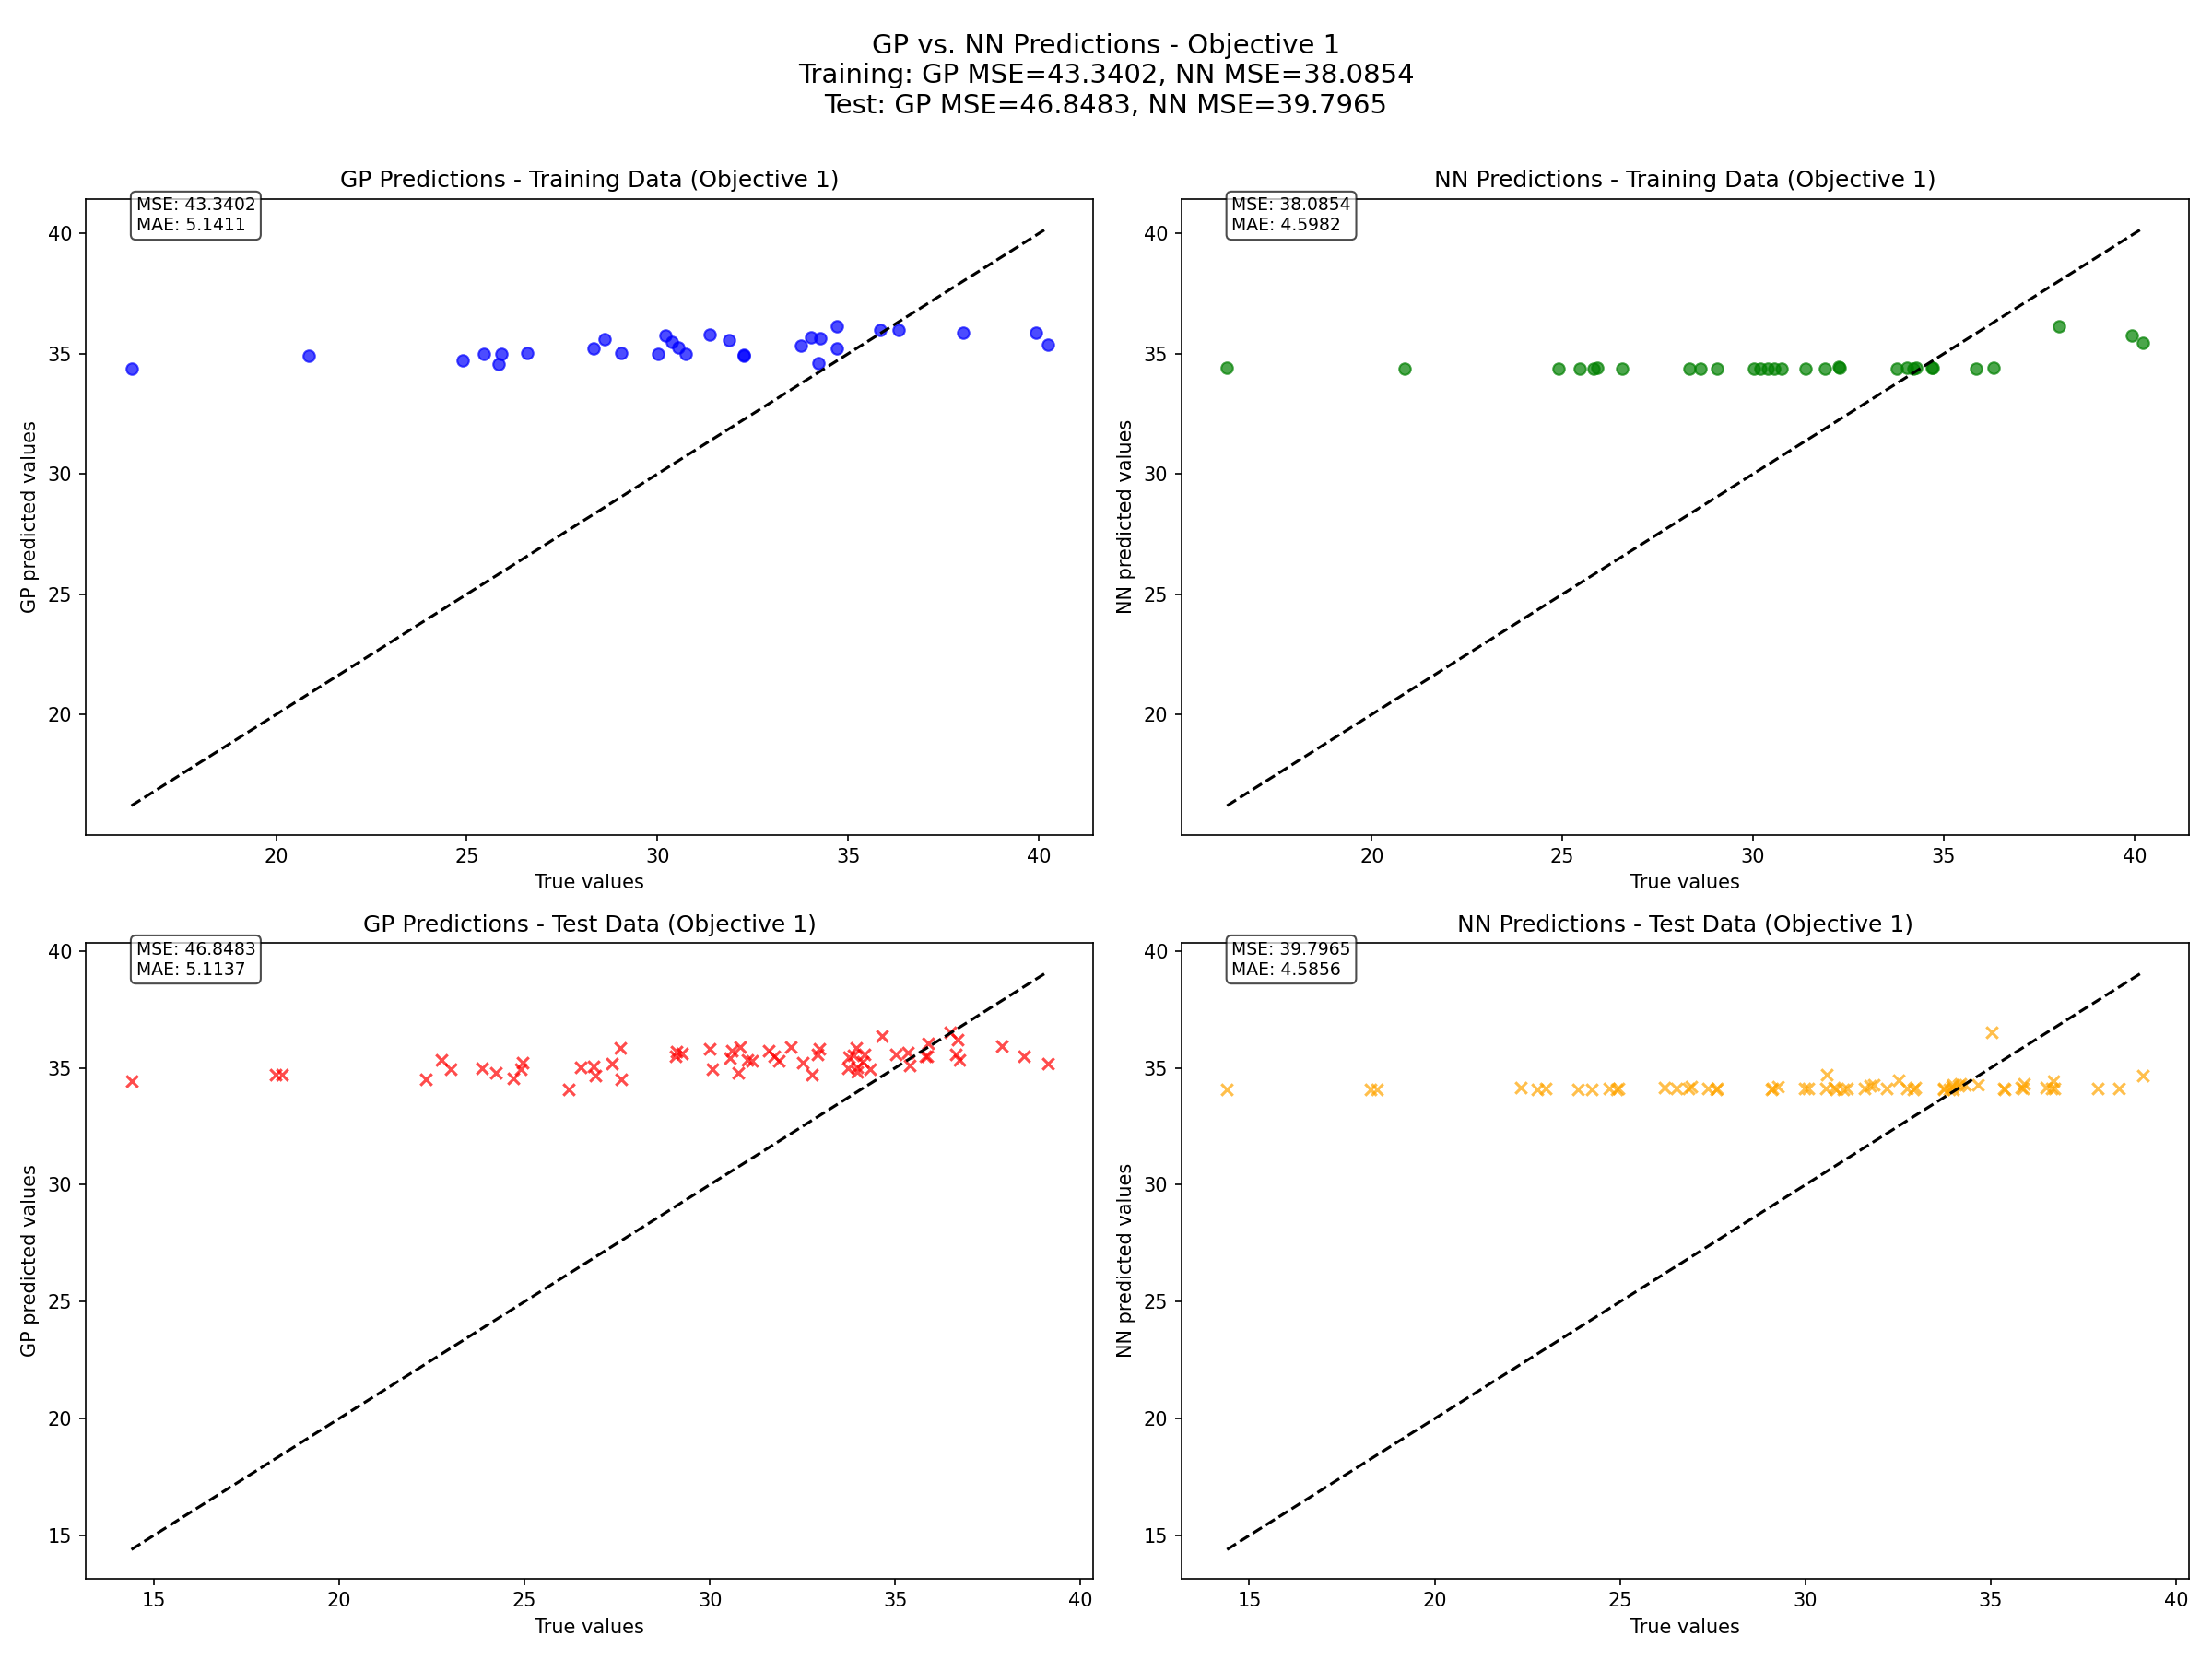 GP vs. NN Predictions - Objective 1
Training: GP MSE=43.3402, NN MSE=38.0854
Test: GP MSE=46.8483, NN MSE=39.7965
GP Predictions - Training Data (Objective 1)
MSE: 43.3402
MAE: 5.1411
40
35
30
25
20
GP predicted values
20
25
30
35
40
True values
NN Predictions - Training Data (Objective 1)
MSE: 38.0854
MAE: 4.5982
40
35
30
25
20
NN predicted values
20
25
30
35
40
True values
GP Predictions - Test Data (Objective 1)
MSE: 46.8483
MAE: 5.1137
40
35
30
25
20
15
GP predicted values
15
20
25
30
35
40
True values
NN Predictions - Test Data (Objective 1)
MSE: 39.7965
MAE: 4.5856
40
35
30
25
20
15
NN predicted values
15
20
25
30
35
40
True values